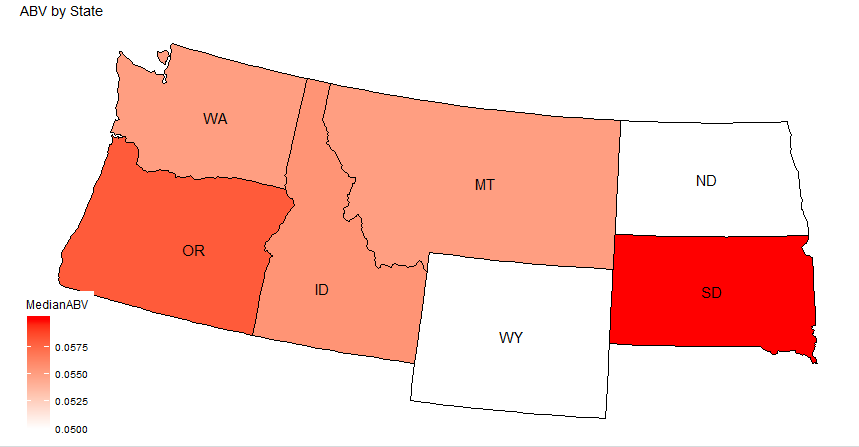 ABV by State
WA
MT
ND
OR
ID
SD
WY
MedianABV
0.0575
0.0550
0.0525
0.0500